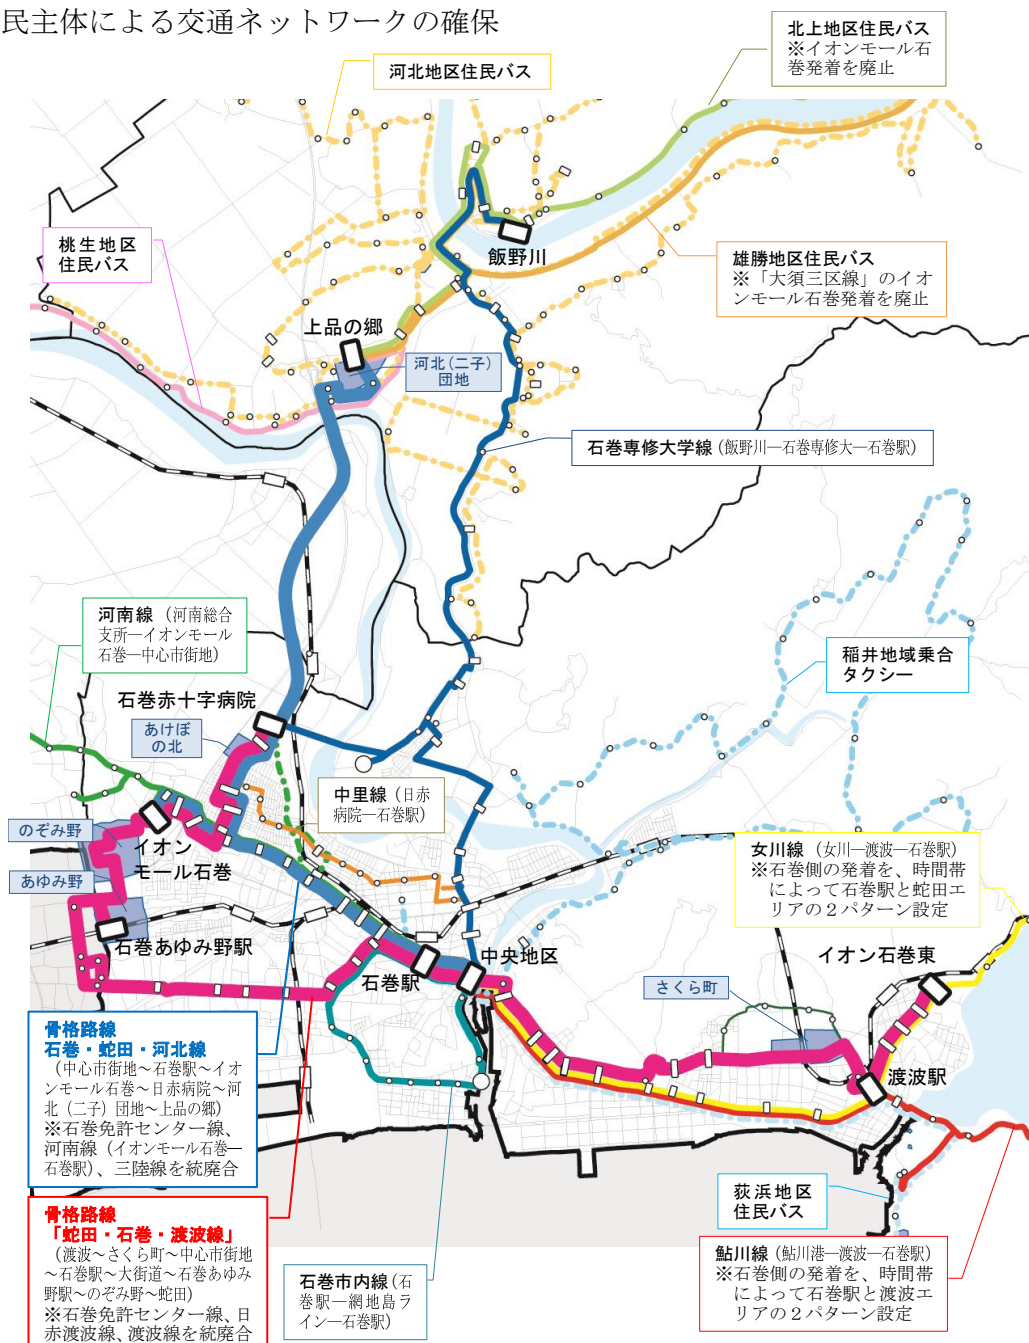 民主体による交通ネットワークの確保
北上地区住民バス
※イオンモール石
巻発着を廃止
河北地区住民バス
桃生地区
住民バス
飯野川
雄勝地区住民バス
※「大須三区線」のイオ
ンモール石巻発着を廃止
上品の郷
河北(二子)
団地
石巻専修大学線(飯野川―石巻専修大―石巻駅)
河南線(河南総合
支所―イオンモール
石巻―中心市街地)
稲井地域乗合
タクシー
石巻赤十字病院
あけぼ
の北
中里線(日赤
病院―石巻駅)
のぞみ野
イオン
モール石巻
あゆみ野
女川線(女川―渡波―石巻駅)
※石巻側の発着を、時間帯
によって石巻駅と蛇田エ
リアの2パターン設定
石巻あゆみ野駅
石巻駅
中央地区
イオン石巻東
さくら町
骨格路線
石巻・蛇田・河北線
(中心市街地~石巻駅~イオ
ンモール石巻~日赤病院~河
北(二子)団地~上品の郷)
※石巻免許センター線、
河南線(イオンモール石巻―
石巻駅)、三陸線を統廃合
渡波駅
荻浜地区
住民バス
骨格路線
「蛇田・石巻・渡波線」
(渡波~さくら町~中心市街地
~石巻駅~大街道~石巻あゆみ
野駅~のぞみ野~蛇田)
※石巻免許センター線、日
赤渡波線、渡波線を統廃合
石巻市内線(石
巻駅―網地島ラ
イン―石巻駅)
鮎川線(鮎川港―渡波―石巻駅)
※石巻側の発着を、時間帯
によって石巻駅と渡波エ
リアの2パターン設定